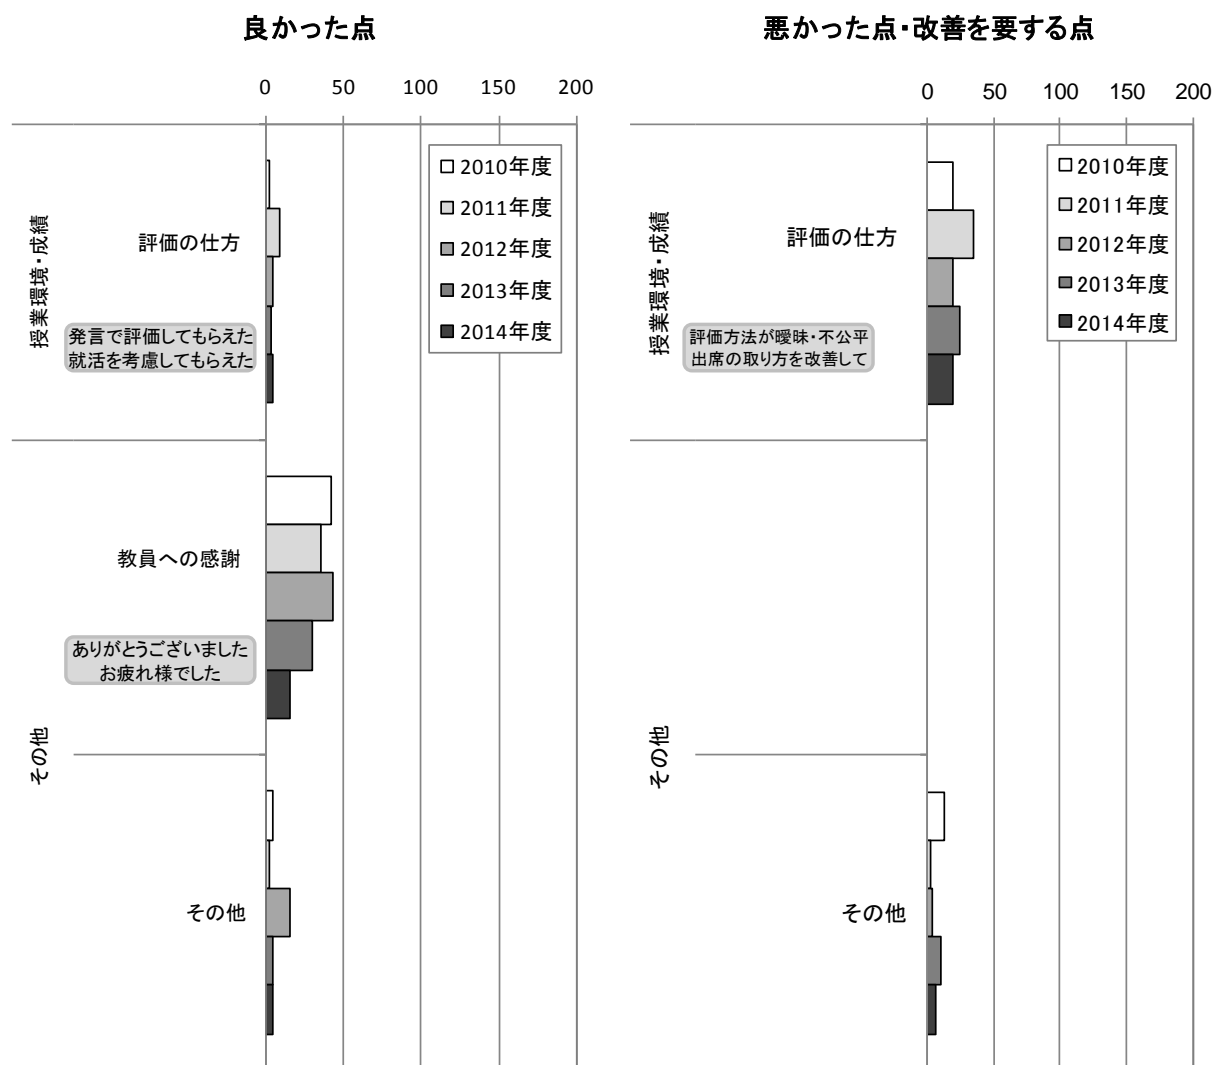 良かった点
0 50 100 150 200
2010年度
2011年度
2012年度
2013年度
2014年度
授業環境・成績
評価の仕方
発言で評価してもらえた
就活を考慮してもらえた
教員への感謝
ありがとうございました
お疲れ様でした
その他
その他
悪かった点・改善を要する点
0 50 100 150 200
2010年度
2011年度
2012年度
2013年度
2014年度
授業環境・成績
評価の仕方
評価方法が曖昧・不公平
出席の取り方を改善して
その他
その他